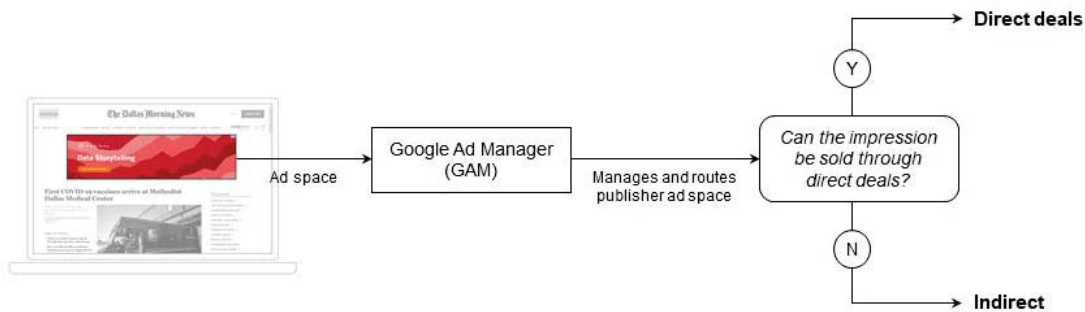 The Dallas Morning News
Data Storytelling
First COVID-19 vaccines arrive at Methodist
Dallas Medical Center
Ad space
Google Ad Manager
(GAM)
Manages and routes
publisher ad space
Can the impression
be sold through
direct deals?
Y
Direct deals
N
Indirect